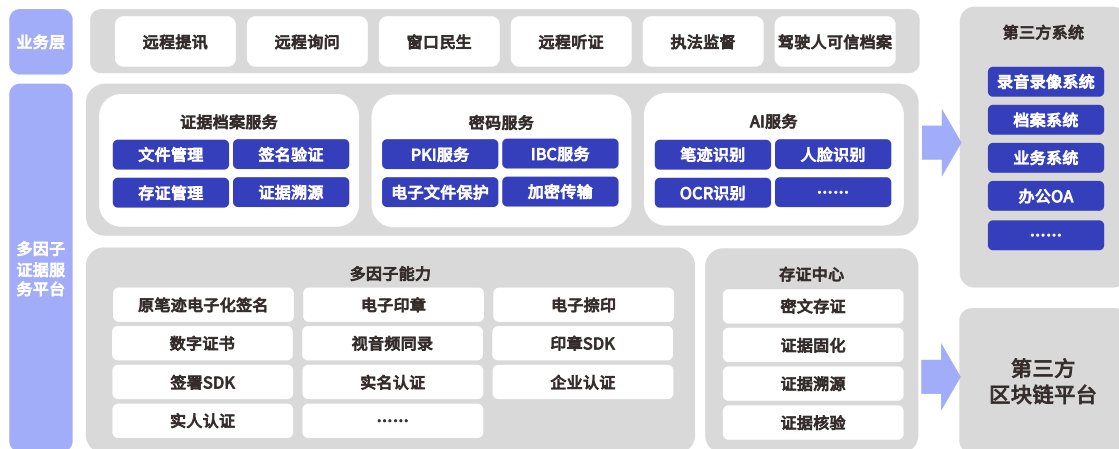 业务层
远程提讯
远程询问
窗口民生
远程听证
执法监督
驾驶人可信档案
多因子
证据服
务平台
证据档案服务
文件管理
签名验证
存证管理
证据溯源
密码服务
PKI服务
IBC服务
电子文件保护
加密传输
AI服务
笔迹识别
人脸识别
OCR识别
……
多因子能力
原笔迹电子化签名
电子印章
电子捺印
数字证书
视音频同录
印章SDK
签署SDK
实名认证
企业认证
实人认证
……
存证中心
密文存证
证据固化
证据溯源
证据核验
第三方系统
录音录像系统
档案系统
业务系统
办公OA
……
第三方
区块链平台